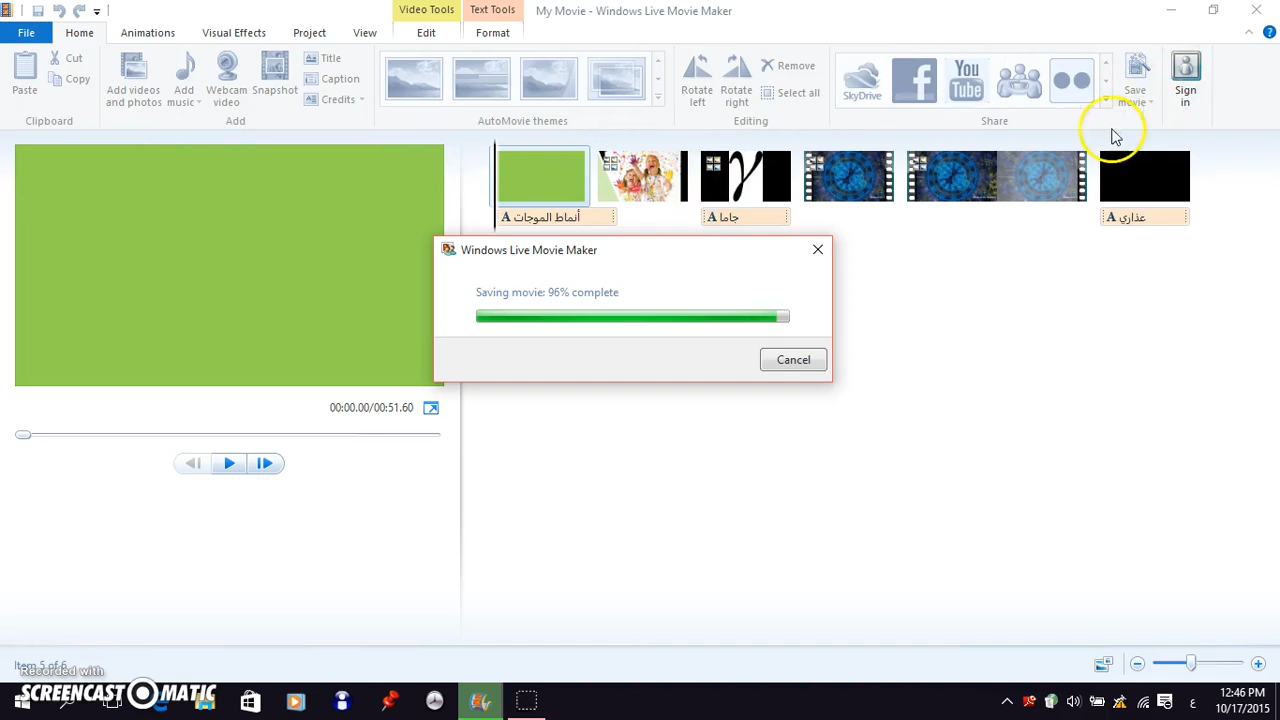 Video Tools
Text Tools
My Movie - Windows Live Movie Maker
File
Home
Animations
Visual Effects
Project
View
Edit
Format
Paste
Cut
Copy
Clipboard
Add videos and photos
Add music
Webcam video
Snapshot
Title
Caption
Credits
Add
AutoMovie themes
Rotate left
Rotate right
Remove
Select all
Editing
SkyDrive
You Tube
Share
Save movie
Sign in
γ
A أنماط الموجات
A جاما
A عذاري
Windows Live Movie Maker
Saving movie: 96% complete
Cancel
00:00.00/00:51.60
Item 5 of 6
Recorded with
SCREENCAST MATIC
ع
12:46 PM
10/17/2015